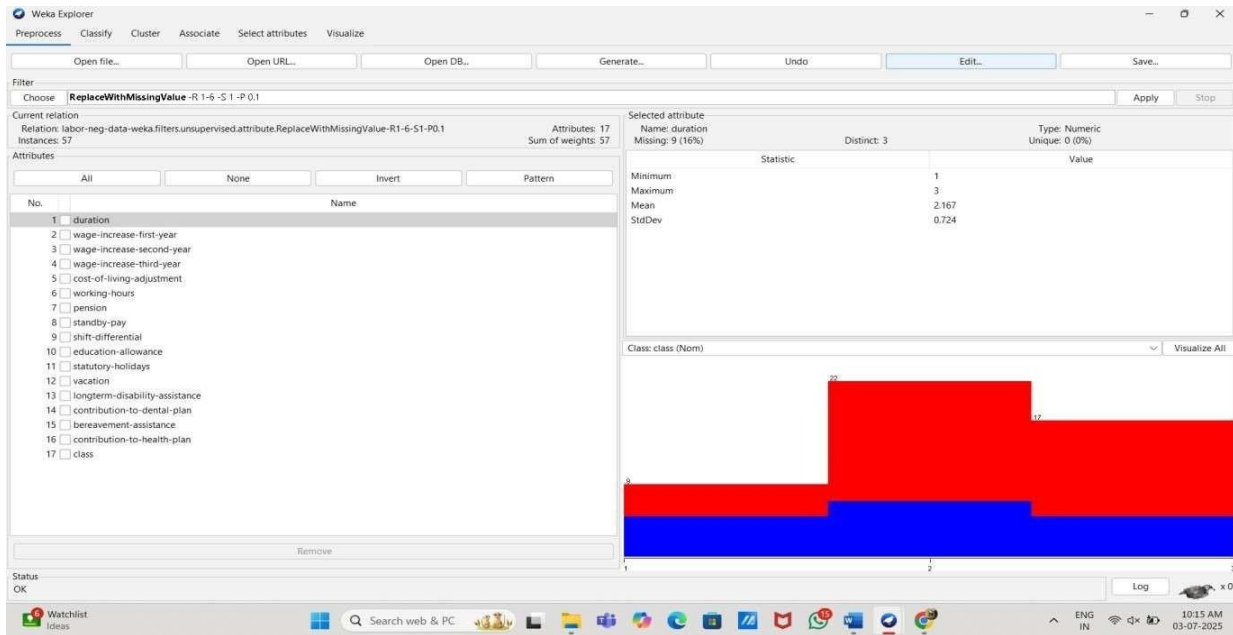 Weka Explorer
Preprocess Classify Cluster Associate Select attributes Visualize
Open file... Open URL... Open DB... Generate... Undo Edit... Save...
Filter
Choose ReplaceWithMissingValue -R 1-6 -S 1 -P 0.1 Apply Stop
Current relation
Relation: labor-neg-data-weka.filters.unsupervised.attribute.ReplaceWithMissingValue-R1-6-S1-P0.1 Attributes: 17
Instances: 57 Sum of weights: 57
Selected attribute
Name: duration Type: Numeric
Missing: 9 (16%) Distinct: 3 Unique: 0 (0%)
Attributes
All None Invert Pattern
No. Name
1 duration
2 wage-increase-first-year
3 wage-increase-second-year
4 wage-increase-third-year
5 cost-of-living-adjustment
6 working-hours
7 pension
8 standby-pay
9 shift-differential
10 education-allowance
11 statutory-holidays
12 vacation
13 longterm-disability-assistance
14 contribution-to-dental-plan
15 bereavement-assistance
16 contribution-to-health-plan
17 class
Remove
Statistic Value
Minimum 1
Maximum 3
Mean 2.167
StdDev 0.724
Class: class (Nom) Visualize All
22
17
9
1 2
Status
OK
Log x 0
6
Watchlist
Ideas
Search web & PC
15
ENG
IN
10:15 AM
03-07-2025